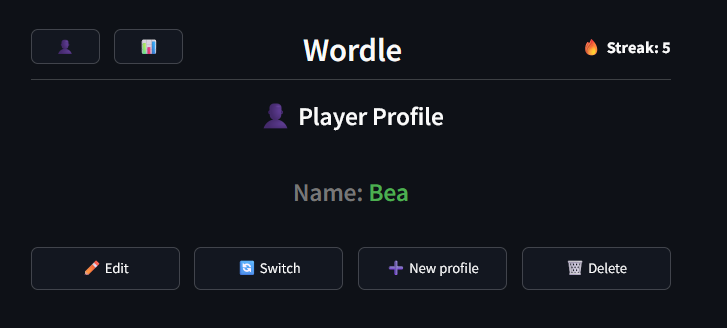 Wordle
🔥 Streak: 5
👤 Player Profile
Name: Bea
✏️ Edit
🔄 Switch
➕ New profile
🗑️ Delete